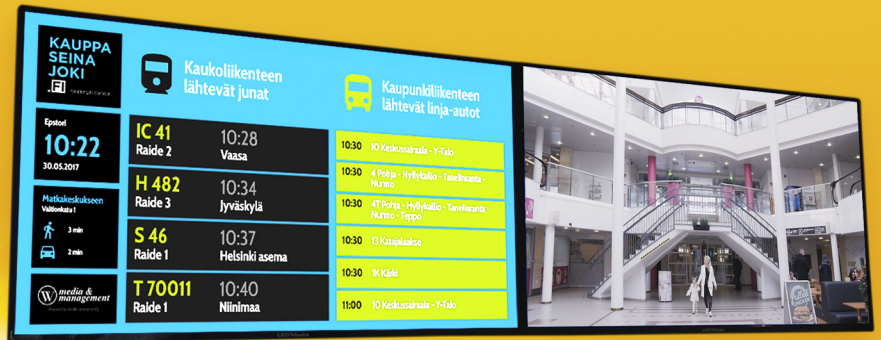 KAUPPA
SEINA
JOKI
.FI
Epstori
10:22
30.05.2017
Matkakeskukseen
Valtionkatu 1
3 min
2 min
W media &
management
Kaukoliikenteen
lähtevät junat
IC 41 10:28
Raide 2 Vaasa
H 482 10:34
Raide 3 Jyväskylä
S 46 10:37
Raide 1 Helsinki asema
T 70011 10:40
Raide 1 Niinimaa
Kaupunkiliikenteen
lähtevät linja-autot
10:30 10 Keskussairaala - Y-Talo
10:30 4 Pohja - Hyllykallio - Tanelinranta -
Nurmo
10:30 4T Pohja - Hyllykallio - Tanelinranta -
Nurmo - Teppo
10:30 13 Katajalaakso
10:30 1K Kärki
11:00 10 Keskussairaala - Y-Talo
LED Media